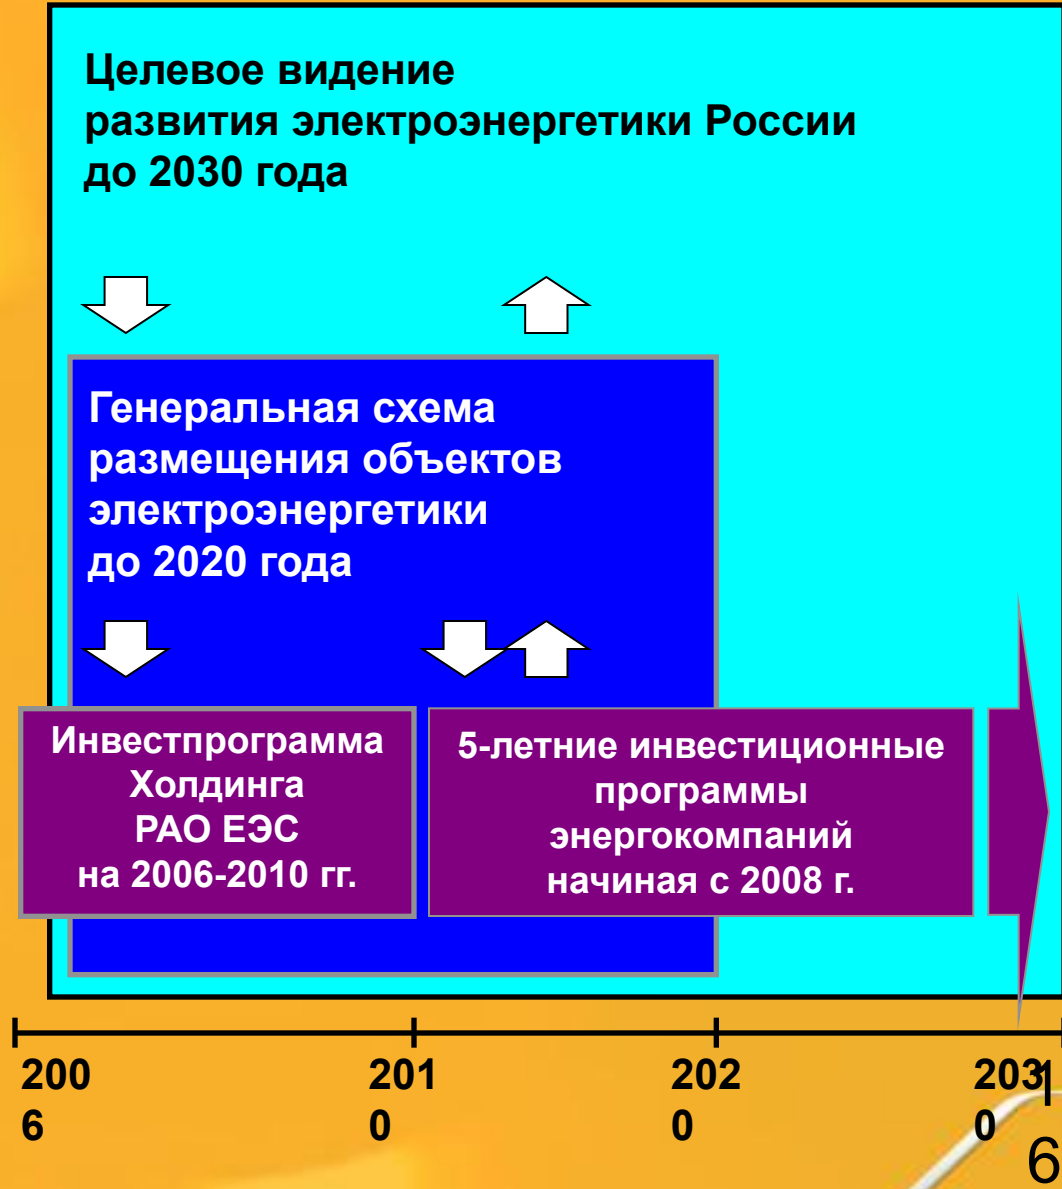 Целевое видение
развития электроэнергетики России
до 2030 года
Генеральная схема
размещения объектов
электроэнергетики
до 2020 года
Инвестпрограмма
Холдинга
РАО ЕЭС
на 2006-2010 гг.
5-летние инвестиционные
программы
энергокомпаний
начиная с 2008 г.
200
6
201
0
202
0
203
0
1
6